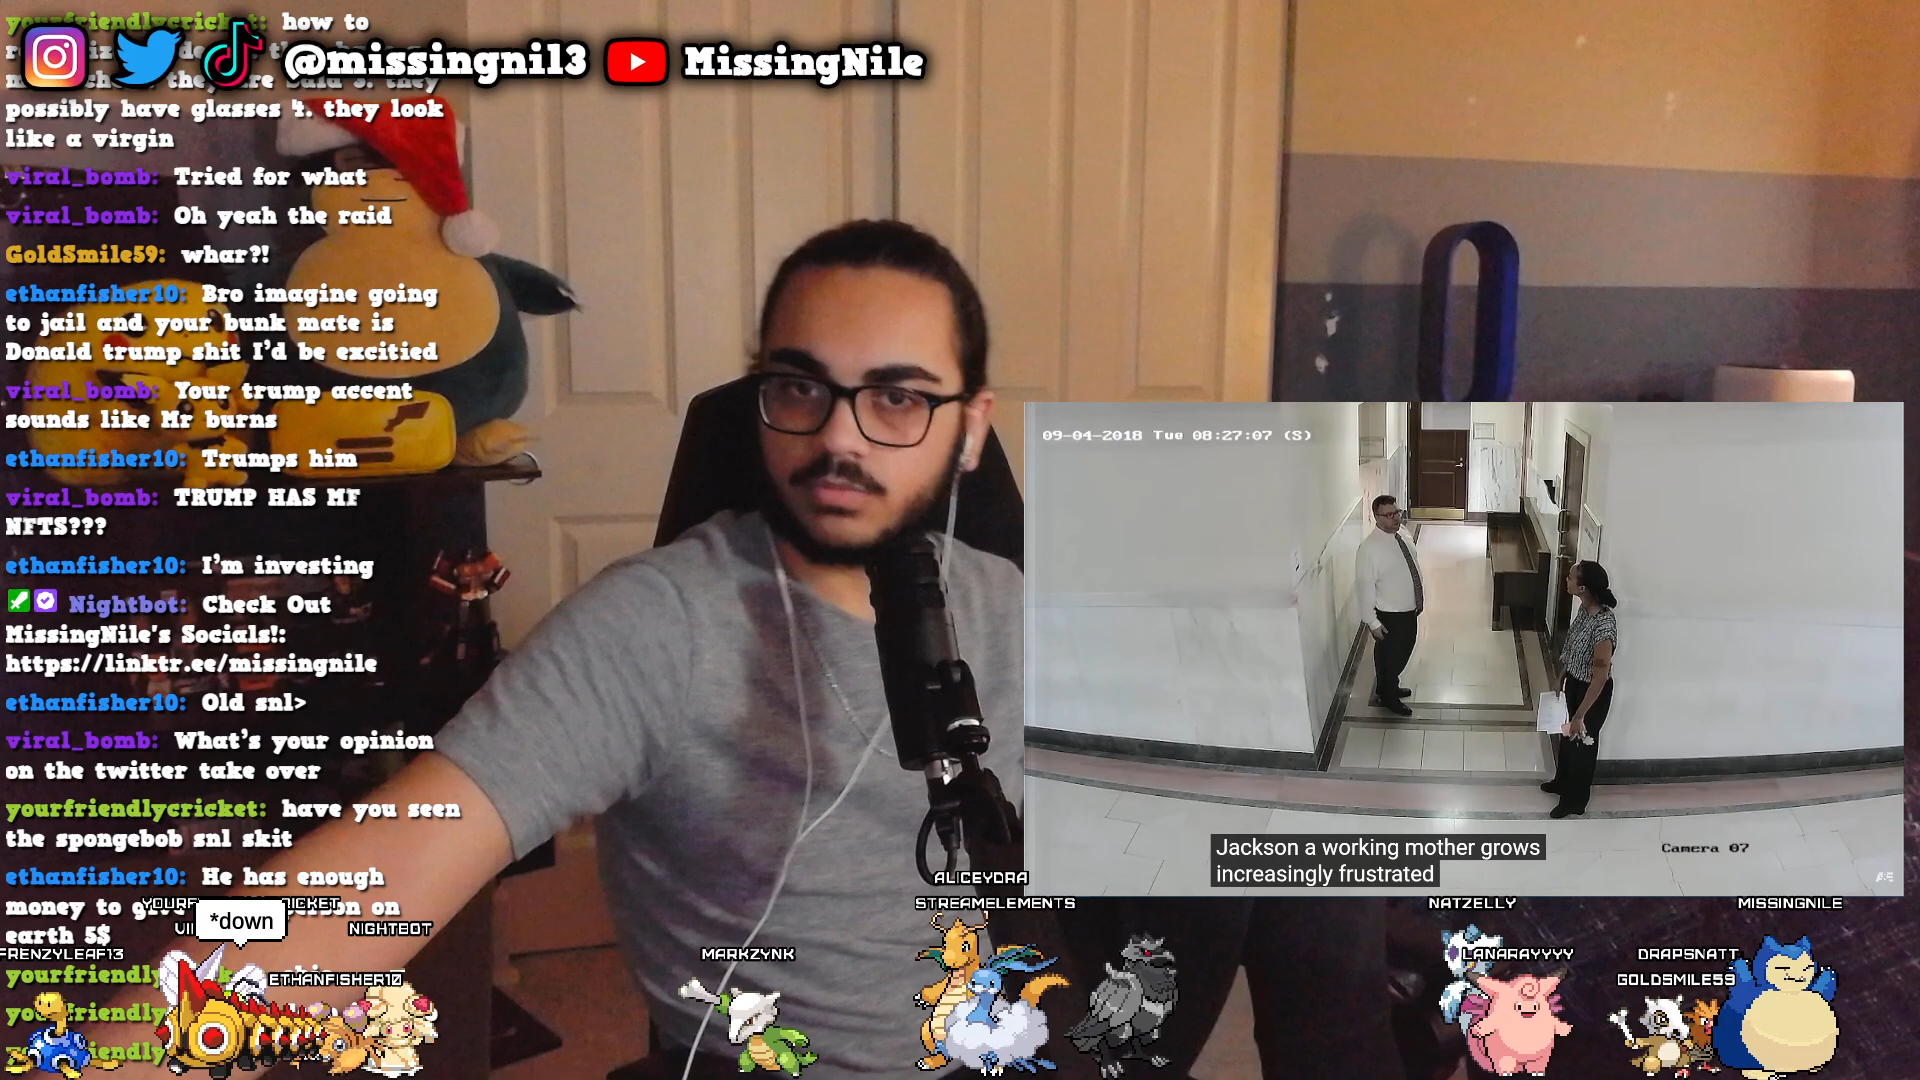 yourfriendlycricket: how to
@missingnil3 MissingNile
possibly have glasses 4. they look
like a virgin
viral_bomb: Tried for what
viral_bomb: Oh yeah the raid
GoldSmile59: whar?!
ethanfisher10: Bro imagine going
to jail and your bunk mate is
Donald trump shit I'd be excitied
viral_bomb: Your trump accent
sounds like Mr burns
ethanfisher10: Trumps him
viral_bomb: TRUMP HAS MF
NFTS???
ethanfisher10: I'm investing
Nightbot: Check Out
MissingNile's Socials!:
https://linktr.ee/missingnile
ethanfisher10: Old snl>
viral_bomb: What's your opinion
on the twitter take over
yourfriendlycricket: have you seen
the spongebob snl skit
ethanfisher10: He has enough
money to
on
earth 5$
09-04-2018 Tue 08:27:07 (S)
Jackson a working mother grows
increasingly frustrated
Camera 07
A&E
*down
NIGHTBOT
FRENZYLEAF13
ETHANFISHER10
MARKZYNK
ALICEYDRA
STREAMELEMENTS
NATZELLY
LANARAYYYY
MISSINGNILE
DRAPSNATT
GOLDSMILE59